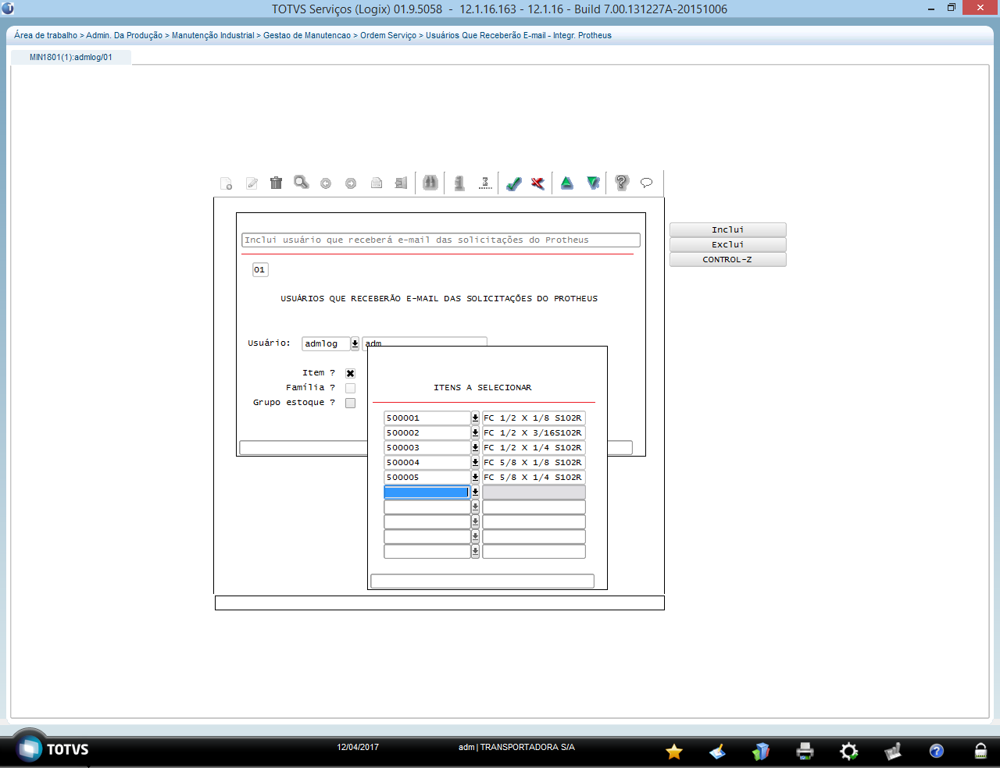 TOTVS Serviços (Logix) 01.9.5058 - 12.1.16.163 - 12.1.16 - Build 7.00.131227A-20151006
Área de trabalho > Admin. Da Produção > Manutenção Industrial > Gestao de Manutencao > Ordem Serviço > Usuários Que Receberão E-mail - Integr. Protheus
MIN1801(1):admlog/01
Inclui usuário que receberá e-mail das solicitações do Protheus
01
USUÁRIOS QUE RECEBERÃO E-MAIL DAS SOLICITAÇÕES DO PROTHEUS
Usuário: admlog adm
Item ?
Família ?
Grupo estoque ?
Inclui
Exclui
CONTROL-Z
ITENS A SELECIONAR
500001 FC 1/2 X 1/8 S102R
500002 FC 1/2 X 3/16S102R
500003 FC 1/2 X 1/4 S102R
500004 FC 5/8 X 1/8 S102R
500005 FC 5/8 X 1/4 S102R
TOTVS
12/04/2017
adm | TRANSPORTADORA S/A